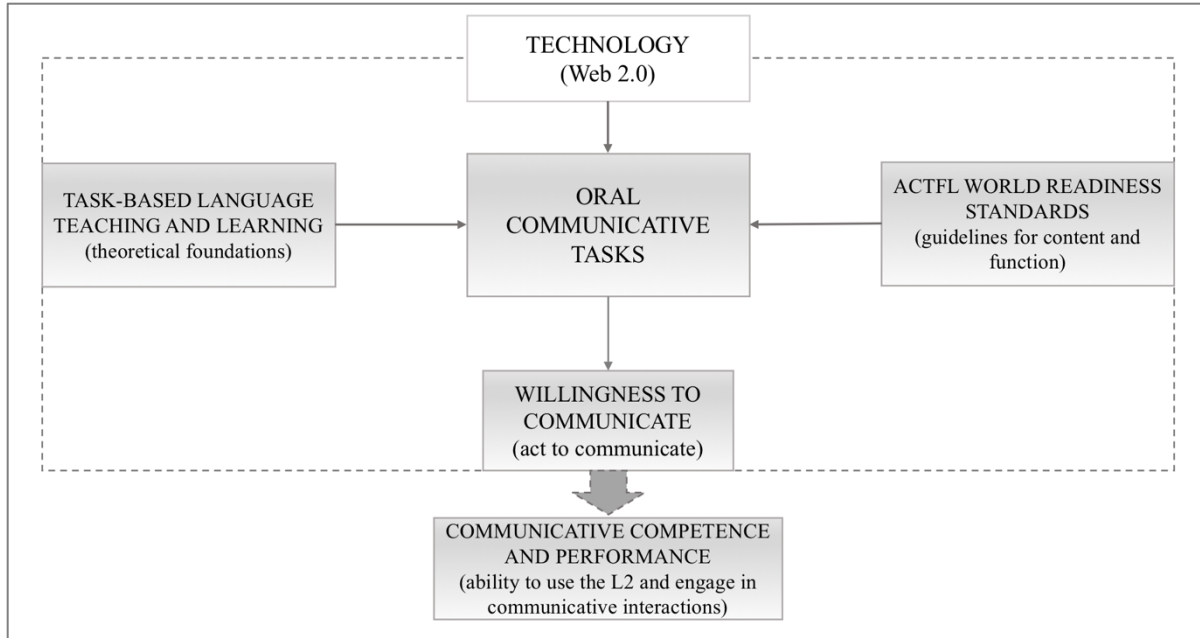 TECHNOLOGY
(Web 2.0)
TASK-BASED LANGUAGE
TEACHING AND LEARNING
(theoretical foundations)
ORAL
COMMUNICATIVE
TASKS
ACTFL WORLD READINESS
STANDARDS
(guidelines for content and
function)
WILLINGNESS TO
COMMUNICATE
(act to communicate)
COMMUNICATIVE COMPETENCE
AND PERFORMANCE
(ability to use the L2 and engage in
communicative interactions)